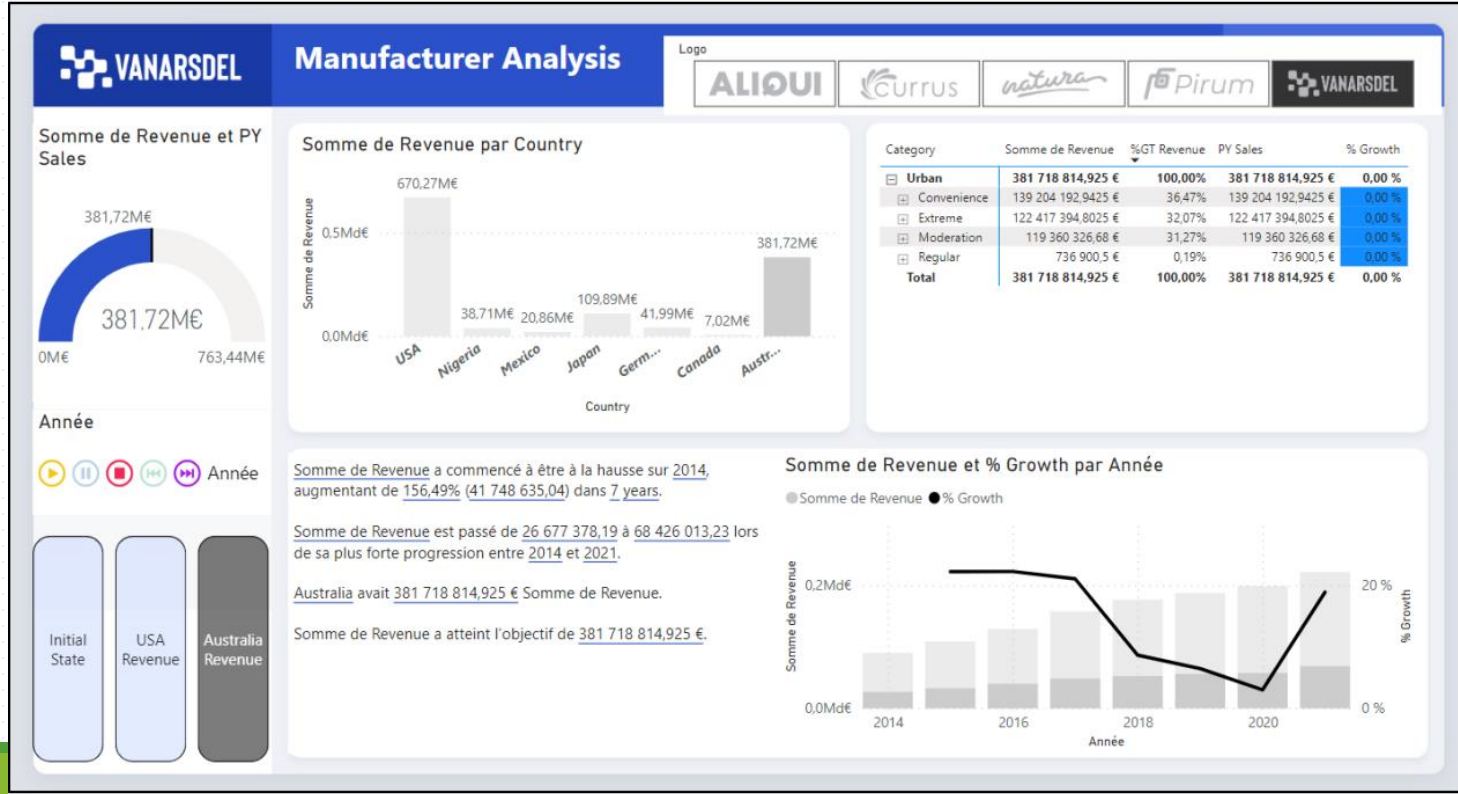 VANARSDEL
Manufacturer Analysis
Logo
ALIQUI
Currus
natura
Pirum
VANARSDEL
Somme de Revenue et PY
Sales
381,72M€
381,72M€
0M€
763,44M€
Année
Année
Initial
State
USA
Revenue
Australia
Revenue
Somme de Revenue par Country
Somme de Revenue
0,5Md€
0,0Md€
670,27M€
38,71M€
20,86M€
109,89M€
41,99M€
7,02M€
381,72M€
USA
Nigeria
Mexico
Japan
Germ...
Canada
Austr...
Country
Category Somme de Revenue %GT Revenue PY Sales % Growth
Urban 381 718 814,925 € 100,00% 381 718 814,925 € 0,00 %
Convenience 139 204 192,9425 € 36,47% 139 204 192,9425 € 0,00 %
Extreme 122 417 394,8025 € 32,07% 122 417 394,8025 € 0,00 %
Moderation 119 360 326,68 € 31,27% 119 360 326,68 € 0,00 %
Regular 736 900,5 € 0,19% 736 900,5 € 0,00 %
Total 381 718 814,925 € 100,00% 381 718 814,925 € 0,00 %
Somme de Revenue a commencé à être à la hausse sur 2014,
augmentant de 156,49% (41 748 635,04) dans 7 years.
Somme de Revenue est passé de 26 677 378,19 à 68 426 013,23 lors
de sa plus forte progression entre 2014 et 2021.
Australia avait 381 718 814,925 € Somme de Revenue.
Somme de Revenue a atteint l'objectif de 381 718 814,925 €.
Somme de Revenue et % Growth par Année
Somme de Revenue % Growth
Somme de Revenue
0,2Md€
0,0Md€
20 %
0 %
% Growth
2014
2016
2018
2020
Année